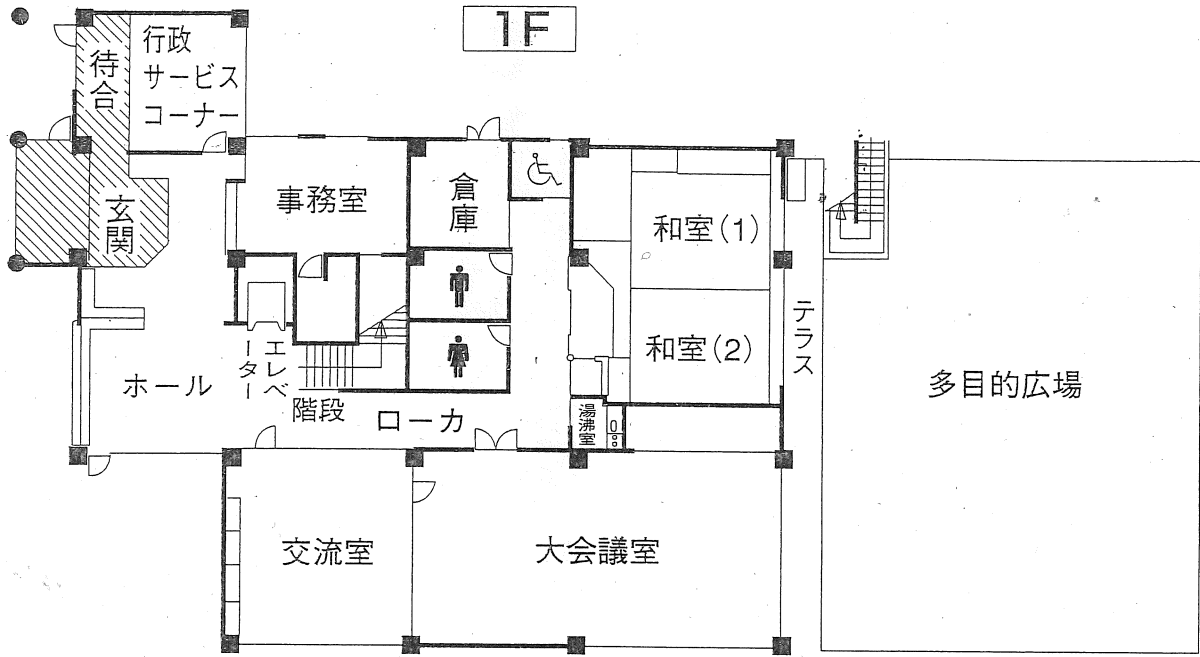 1F
待合
行政
サービス
コーナー
玄関
事務室
倉庫
和室(1)
和室(2)
テラス
多目的広場
ホール
エレベ
ーター
階段
ローカ
湯沸室
交流室
大会議室